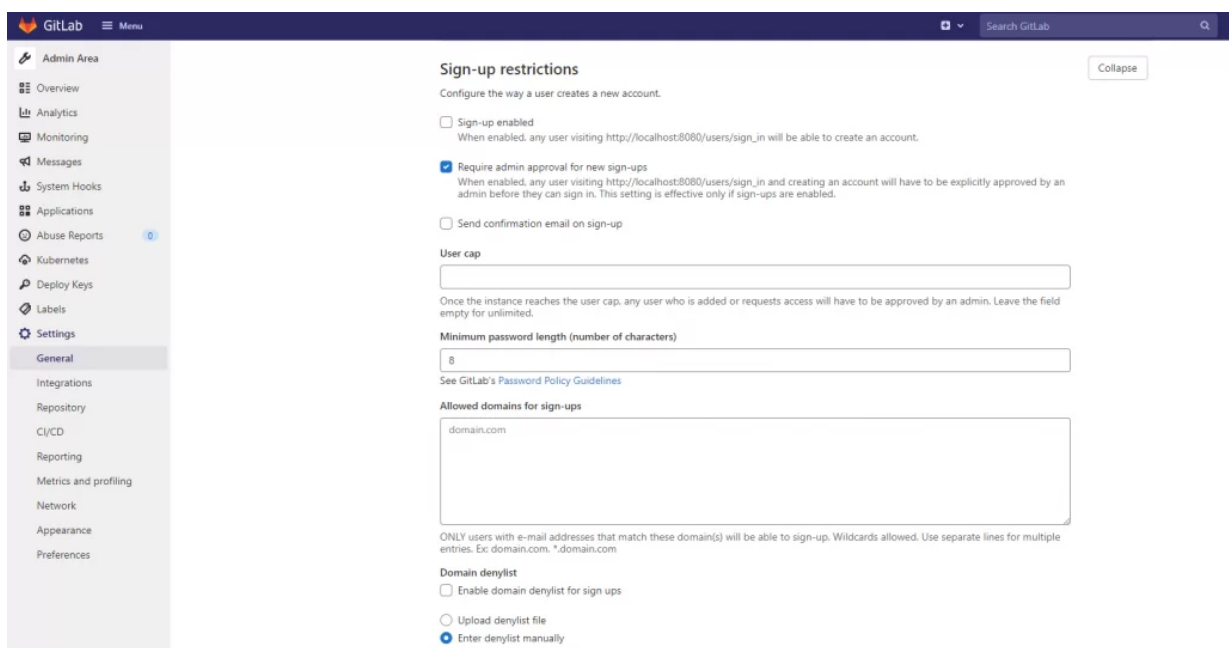 GitLab
Menu
Search GitLab
Admin Area
Overview
Analytics
Monitoring
Messages
System Hooks
Applications
Abuse Reports
0
Kubernetes
Deploy Keys
Labels
Settings
General
Integrations
Repository
CI/CD
Reporting
Metrics and profiling
Network
Appearance
Preferences
Sign-up restrictions
Collapse
Configure the way a user creates a new account.
Sign-up enabled
When enabled, any user visiting http://localhost:8080/users/sign_in will be able to create an account.
Require admin approval for new sign-ups
When enabled, any user visiting http://localhost:8080/users/sign_in and creating an account will have to be explicitly approved by an
admin before they can sign in. This setting is effective only if sign-ups are enabled.
Send confirmation email on sign-up
User cap
Once the instance reaches the user cap, any user who is added or requests access will have to be approved by an admin. Leave the field
empty for unlimited.
Minimum password length (number of characters)
8
See GitLab's Password Policy Guidelines
Allowed domains for sign-ups
domain.com
ONLY users with e-mail addresses that match these domain(s) will be able to sign-up. Wildcards allowed. Use separate lines for multiple
entries. Ex: domain.com, *.domain.com
Domain denylist
Enable domain denylist for sign ups
Upload denylist file
Enter denylist manually